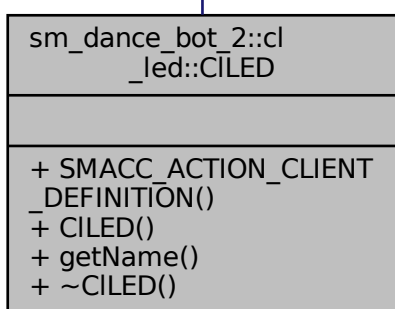 sm_dance_bot_2::cl
_led::ClLED
+ SMACC_ACTION_CLIENT
_DEFINITION()
+ ClLED()
+ getName()
+ ~ClLED()